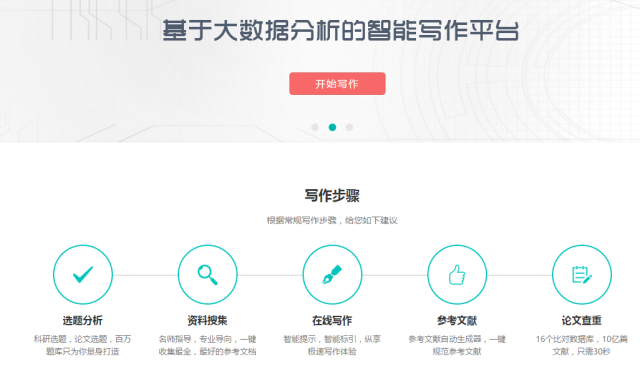 基于大数据分析的智能写作平台
开始写作
写作步骤
根据常规写作步骤，给您如下建议
选题分析
科研选题，论文选题，百万
题库只为你量身打造
资料搜集
名师指导，专业导向，一键
收集最全，最好的参考文档
在线写作
智能提示，智能标引，纵享
极速写作体验
参考文献
参考文献自动生成器，一键
规范参考文献
论文查重
16个比对数据库，10亿篇
文献，只需30秒